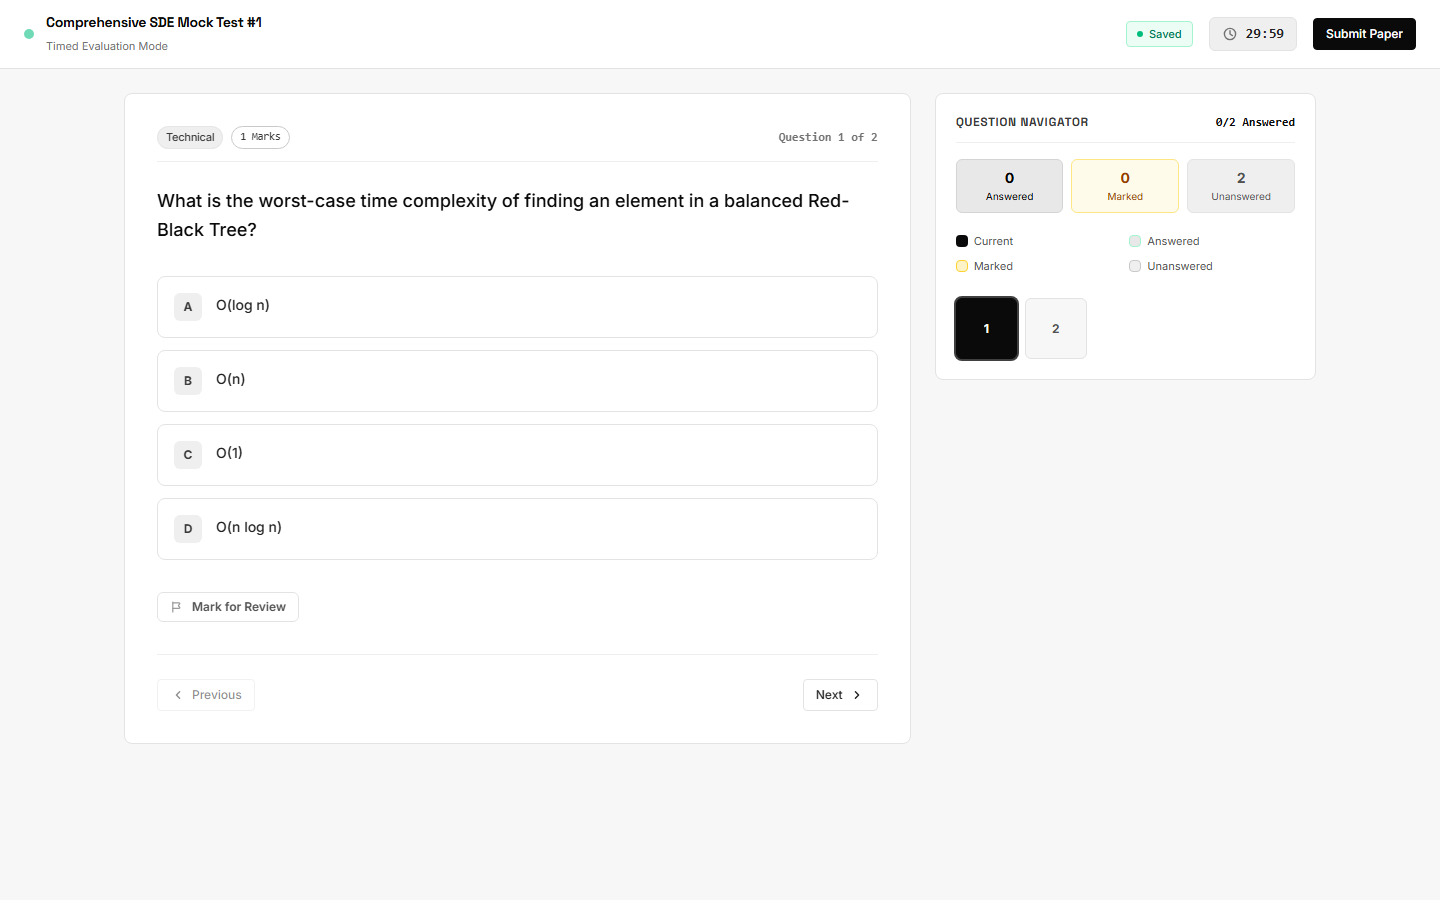 Comprehensive SDE Mock Test #1
Timed Evaluation Mode
Saved
29:59
Submit Paper
Technical
1 Marks
Question 1 of 2
What is the worst-case time complexity of finding an element in a balanced Red-
Black Tree?
A O(log n)
B O(n)
C O(1)
D O(n log n)
Mark for Review
Previous
Next
QUESTION NAVIGATOR
0/2 Answered
0
Answered
0
Marked
2
Unanswered
Current
Answered
Marked
Unanswered
1
2